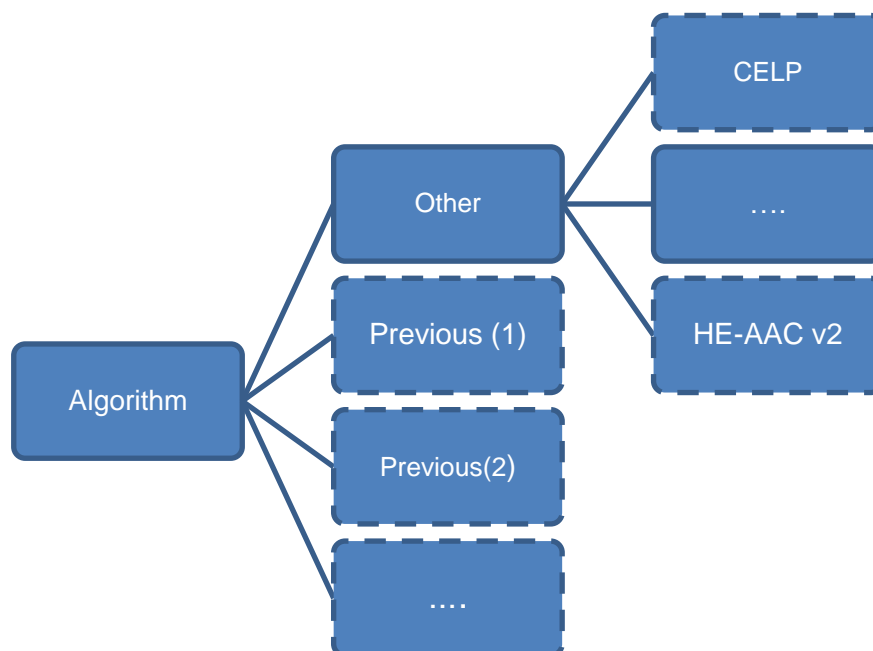 CELP
Other
....
Previous (1)
HE-AAC v2
Algorithm
Previous(2)
....